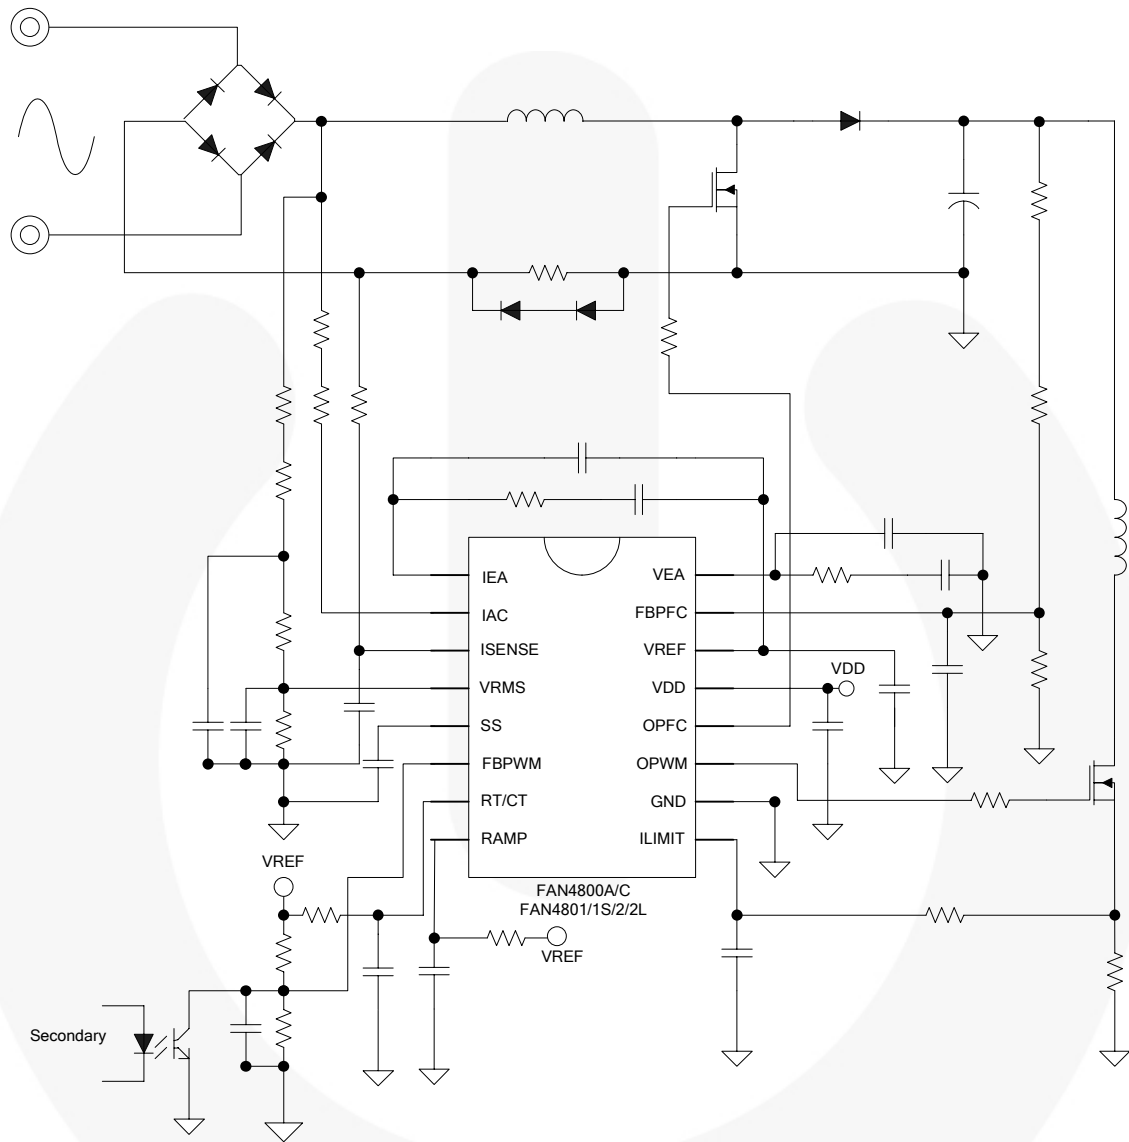 IEA
VEA
IAC
FBPFC
ISENSE
VREF
VDD
VRMS
VDD
SS
OPFC
FBPWM
OPWM
RT/CT
GND
RAMP
ILIMIT
VREF
FAN4800A/C
FAN4801/1S/2/2L
VREF
Secondary